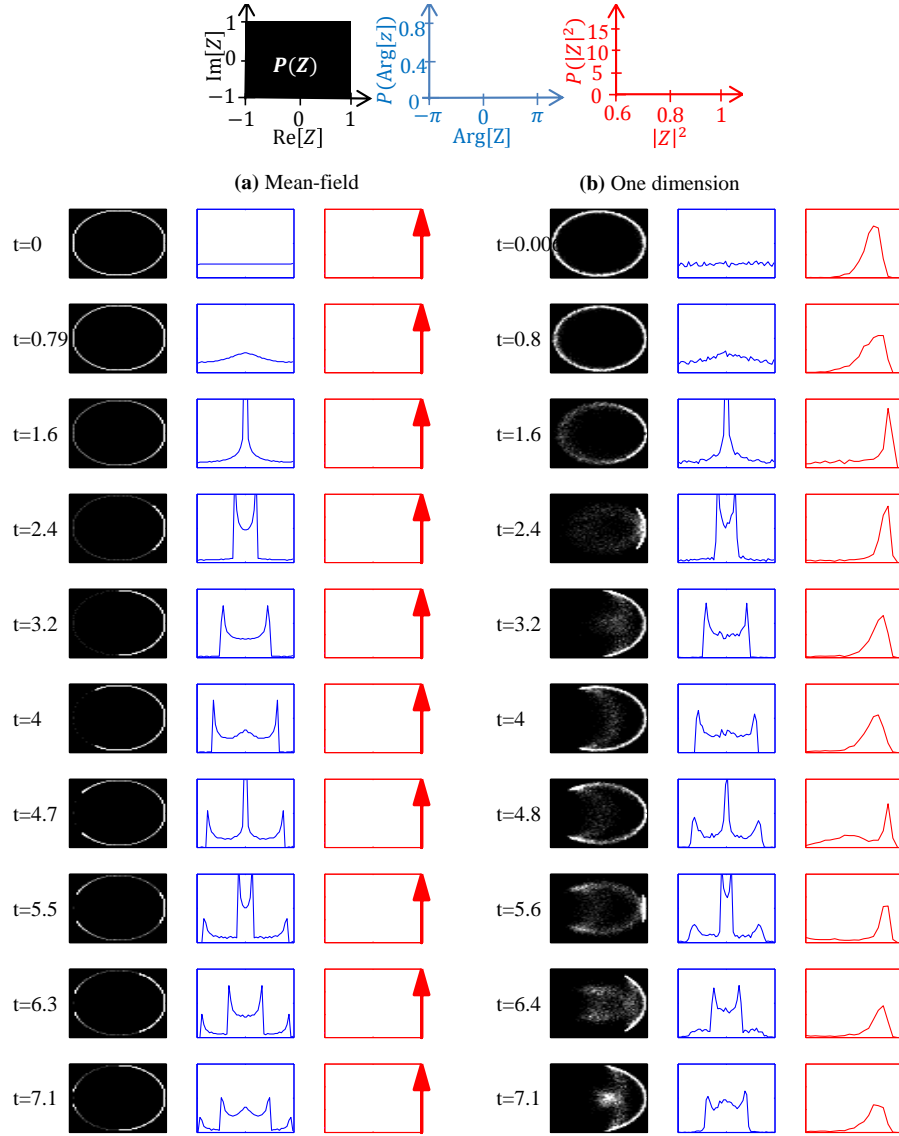 Im[Z]
1
0
−1
P(Z)
−1 0 1
Re[Z]
P(Arg[z])
0.8
0.4
0
−π 0 π
Arg[Z]
P(|Z|²)
15
10
5
0
0.6 0.8 1
|Z|²
(a) Mean-field
(b) One dimension
t=0
t=0.00
t=0.79
t=0.8
t=1.6
t=1.6
t=2.4
t=2.4
t=3.2
t=3.2
t=4
t=4
t=4.7
t=4.8
t=5.5
t=5.6
t=6.3
t=6.4
t=7.1
t=7.1